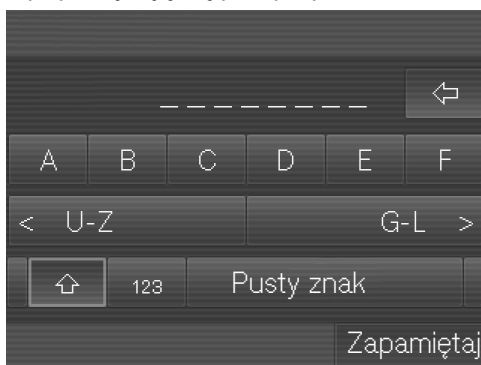 A B C D E F
< U-Z G-L >
123 Pusty znak
Zapamiętaj